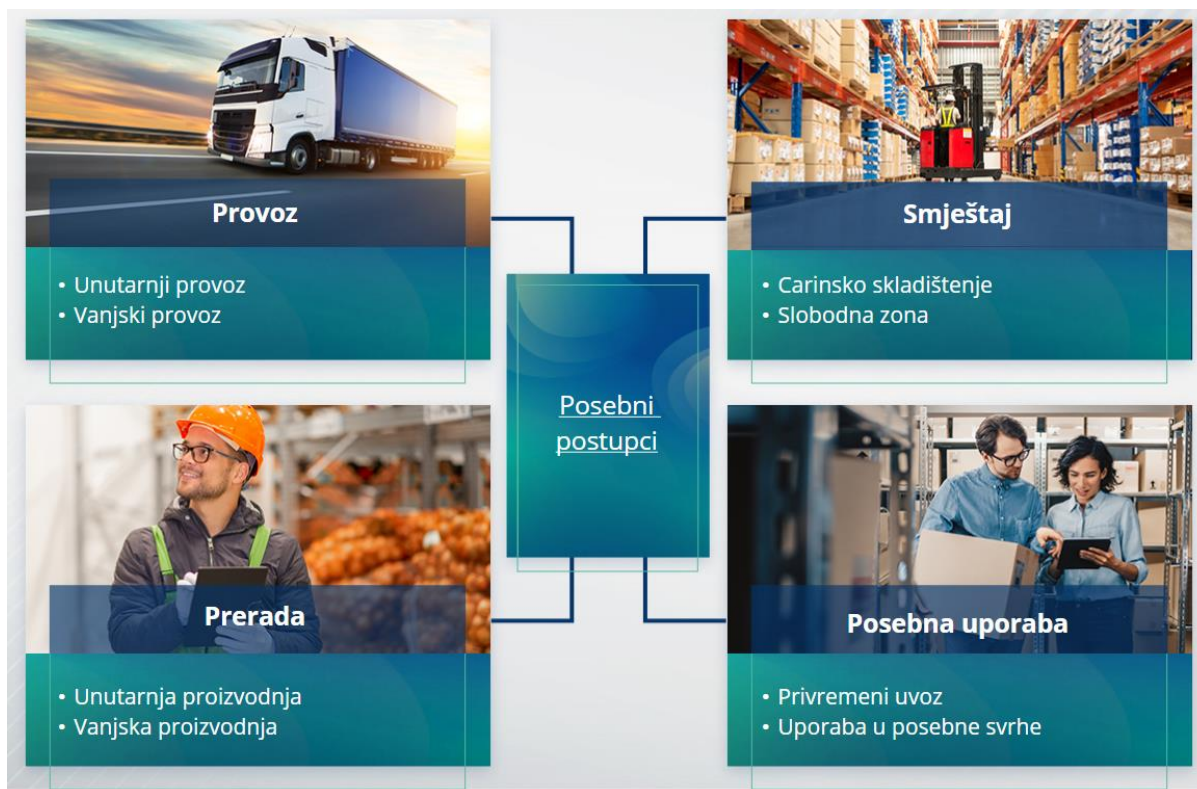 Provoz
• Unutarnji provoz
• Vanjski provoz
Smještaj
• Carinsko skladištenje
• Slobodna zona
Posebni
postupci
Prerada
• Unutarnja proizvodnja
• Vanjska proizvodnja
Posebna uporaba
• Privremeni uvoz
• Uporaba u posebne svrhe